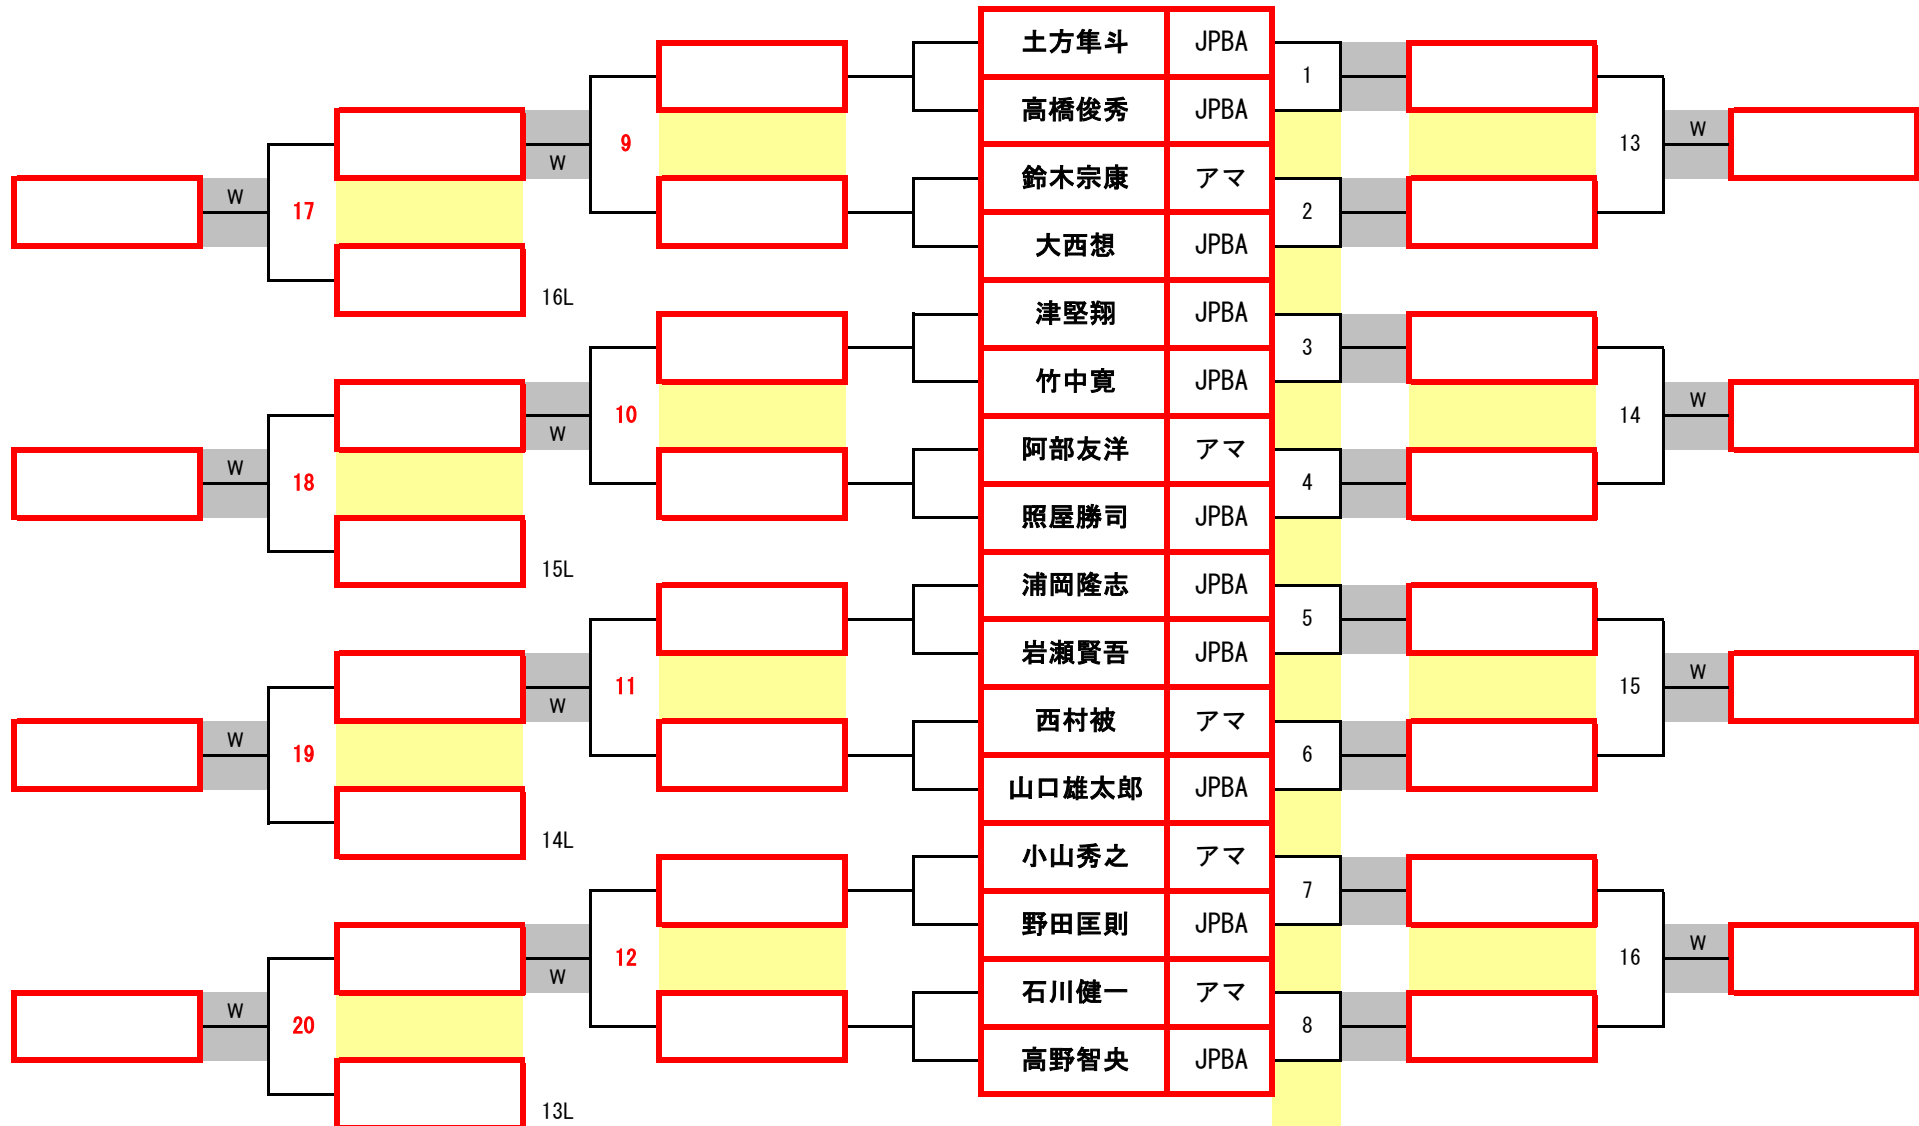 土方隼斗 JPBA
1
高橋俊秀 JPBA
9
W
W
13
鈴木宗康 アマ
W
17
2
大西想 JPBA
16L
津堅翔 JPBA
3
竹中寛 JPBA
W
10
W
14
阿部友洋 アマ
W
18
4
照屋勝司 JPBA
15L
浦岡隆志 JPBA
5
岩瀬賢吾 JPBA
W
11
W
15
西村被 アマ
W
19
6
山口雄太郎 JPBA
14L
小山秀之 アマ
7
野田匡則 JPBA
W
12
W
16
石川健一 アマ
W
20
8
高野智央 JPBA
13L